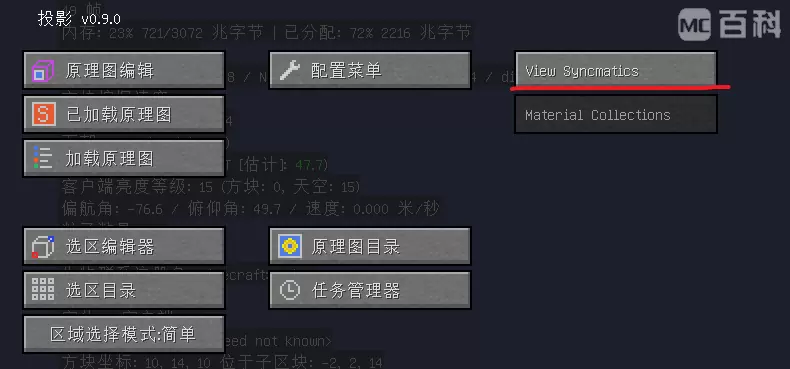 投影 v0.9.0
MC百科
内存: 23% 721/3072 兆字节 | 已分配: 72% 2216 兆字节
原理图编辑
配置菜单
View Syncmatics
已加载原理图
Material Collections
加载原理图
[估计]: 47.7)
客户端亮度等级: 15 (方块: 0, 天空: 15)
偏航角: -76.6 / 俯仰角: 49.7 / 速度: 0.000 米/秒
选区编辑器
原理图目录
选区目录
任务管理器
区域选择模式:简单
方块坐标: 10, 14, 10 位于子区块: -2, 2, 14